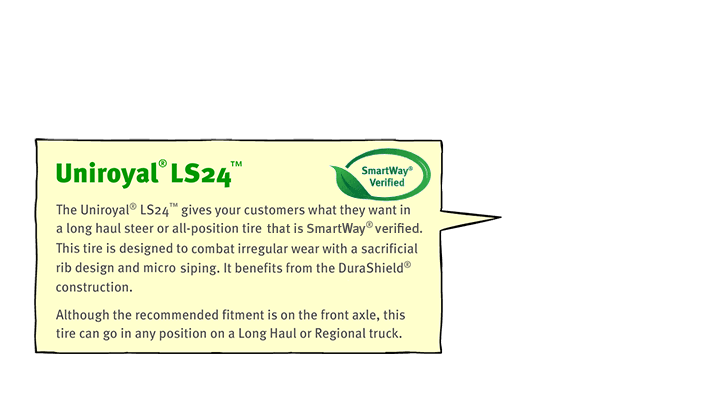 Uniroyal® LS24™
SmartWay®
Verified
The Uniroyal® LS24™ gives your customers what they want in
a long haul steer or all-position tire that is SmartWay® verified.
This tire is designed to combat irregular wear with a sacrificial
rib design and micro siping. It benefits from the DuraShield®
construction.
Although the recommended fitment is on the front axle, this
tire can go in any position on a Long Haul or Regional truck.